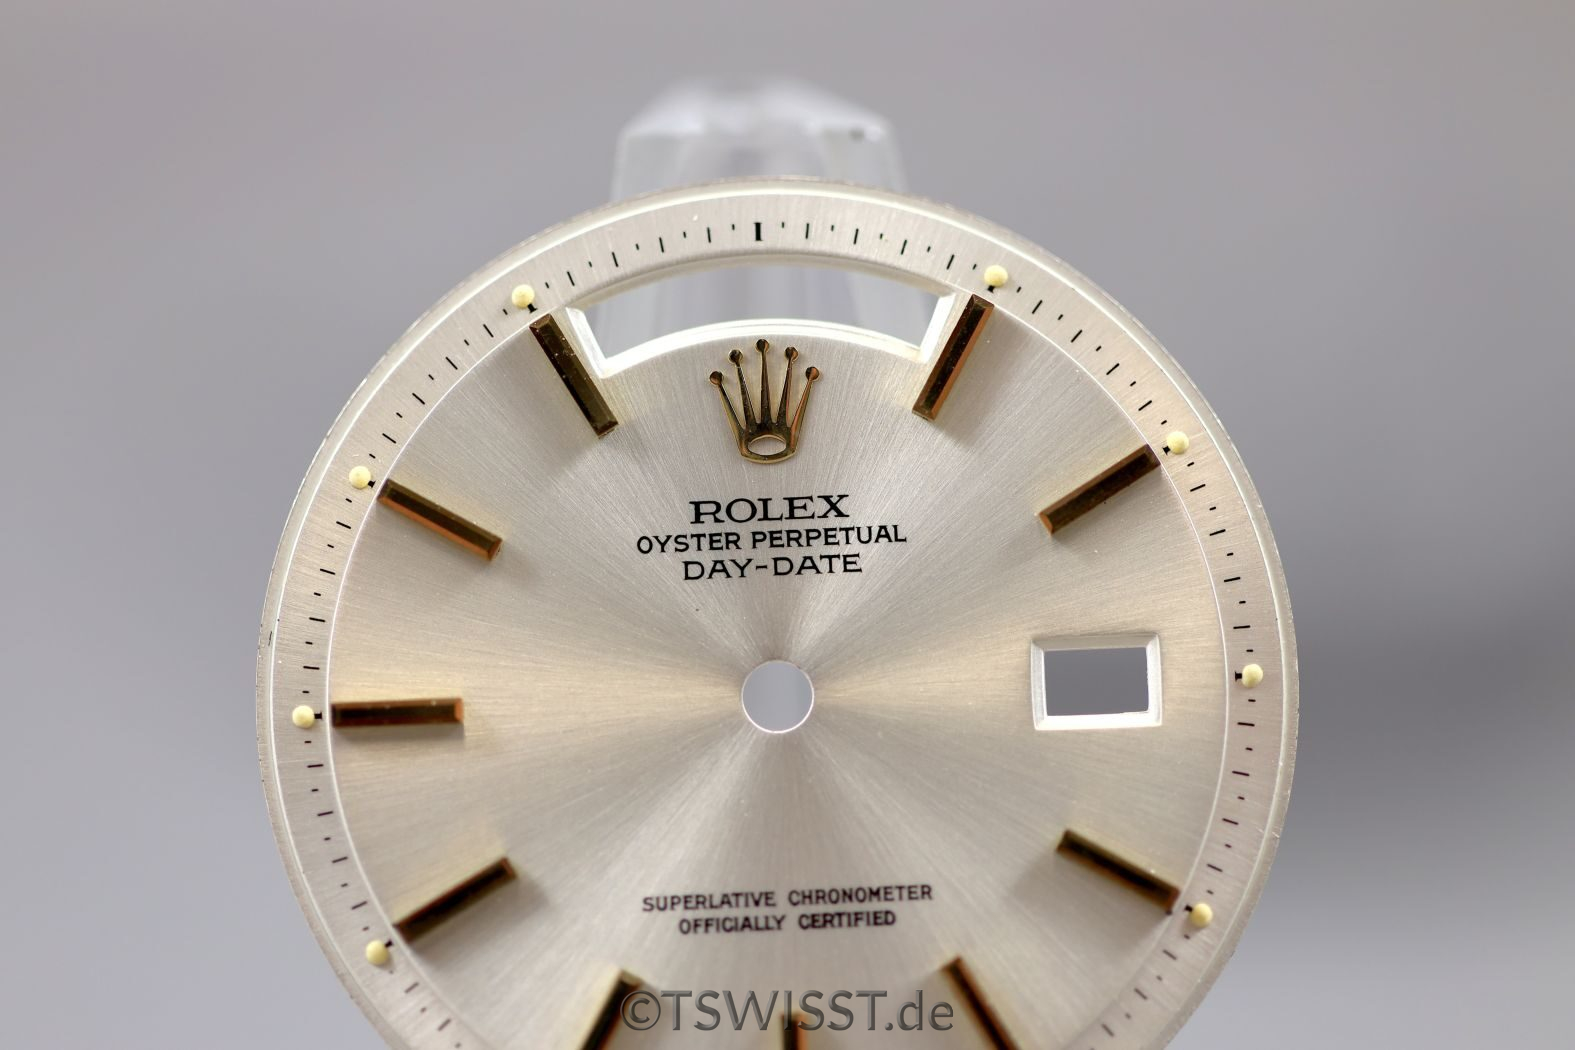 ROLEX
OYSTER PERPETUAL
DAY-DATE
SUPERLATIVE CHRONOMETER
OFFICIALLY CERTIFIED
©TSWISST.de